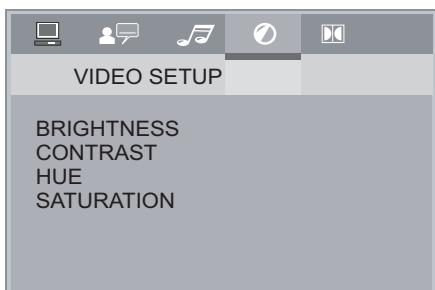 VIDEO SETUP
BRIGHTNESS
CONTRAST
HUE
SATURATION